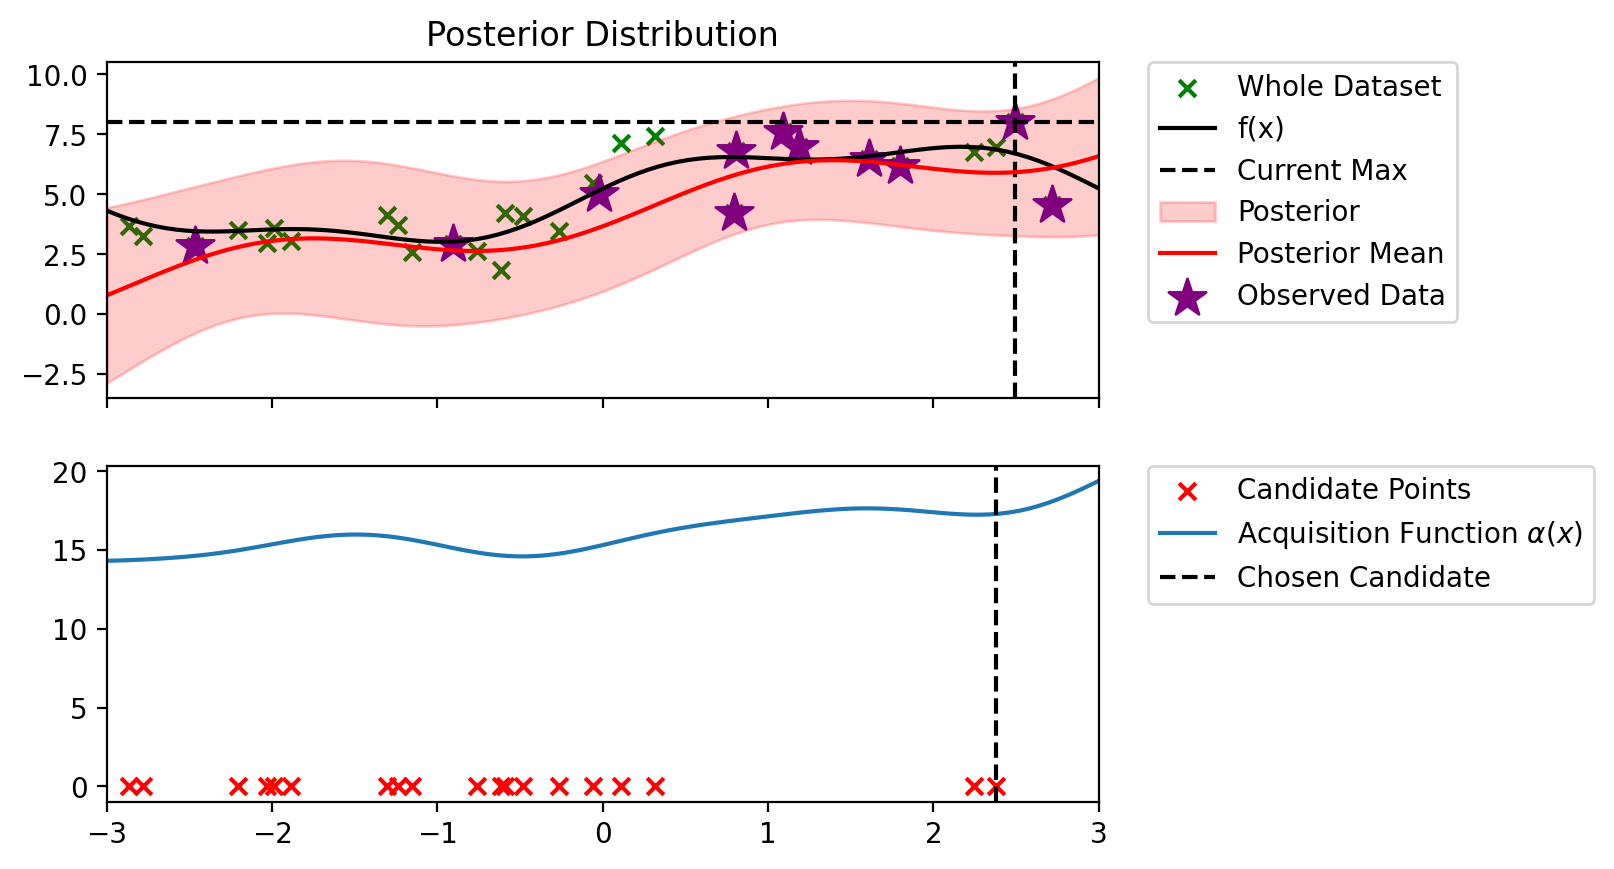 Posterior Distribution
10.0
7.5
5.0
2.5
0.0
−2.5
Whole Dataset
f(x)
Current Max
Posterior
Posterior Mean
Observed Data
20
15
10
5
0
−3 −2 −1 0 1 2 3
Candidate Points
Acquisition Function α(x)
Chosen Candidate